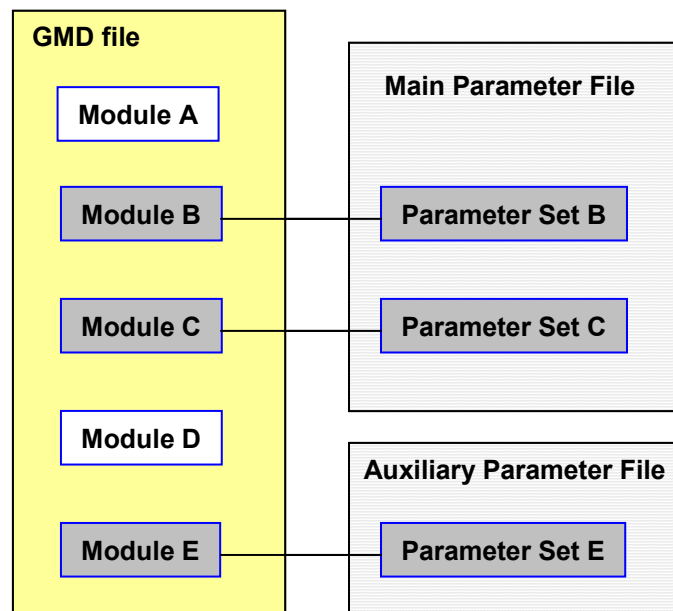 GMD file
Module A
Module B
Module C
Module D
Module E
Main Parameter File
Parameter Set B
Parameter Set C
Auxiliary Parameter File
Parameter Set E